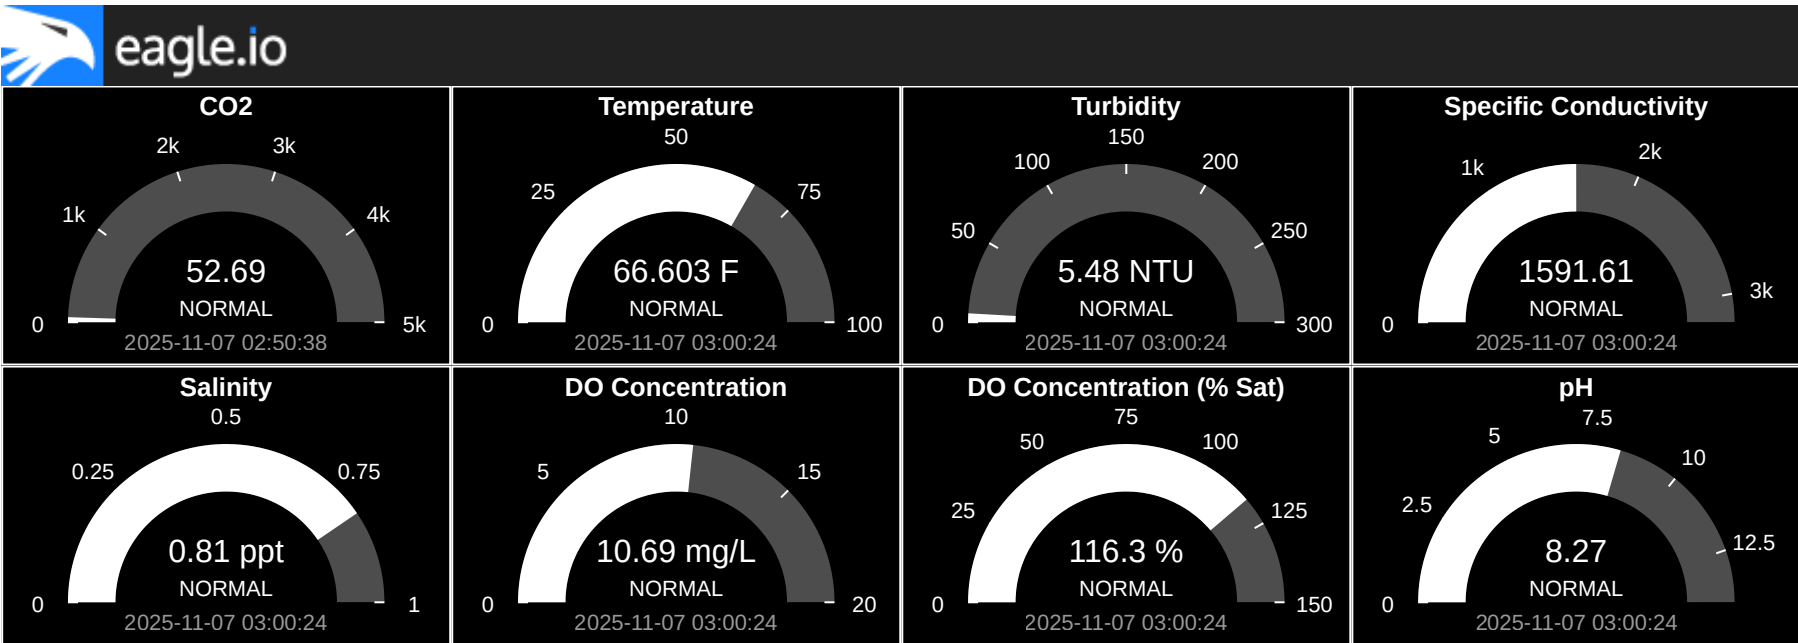 eagle.io
CO2
2k 3k
1k 4k
0 5k
52.69
NORMAL
2025-11-07 02:50:38
Temperature
50
25 75
0 100
66.603 F
NORMAL
2025-11-07 03:00:24
Turbidity
150
100 200
50 250
0 300
5.48 NTU
NORMAL
2025-11-07 03:00:24
Specific Conductivity
1k 2k
0 3k
1591.61
NORMAL
2025-11-07 03:00:24
Salinity
0.5
0.25 0.75
0 1
0.81 ppt
NORMAL
2025-11-07 03:00:24
DO Concentration
10
5 15
0 20
10.69 mg/L
NORMAL
2025-11-07 03:00:24
DO Concentration (% Sat)
75
50 100
25 125
0 150
116.3 %
NORMAL
2025-11-07 03:00:24
pH
7.5
5 10
2.5 12.5
0
8.27
NORMAL
2025-11-07 03:00:24